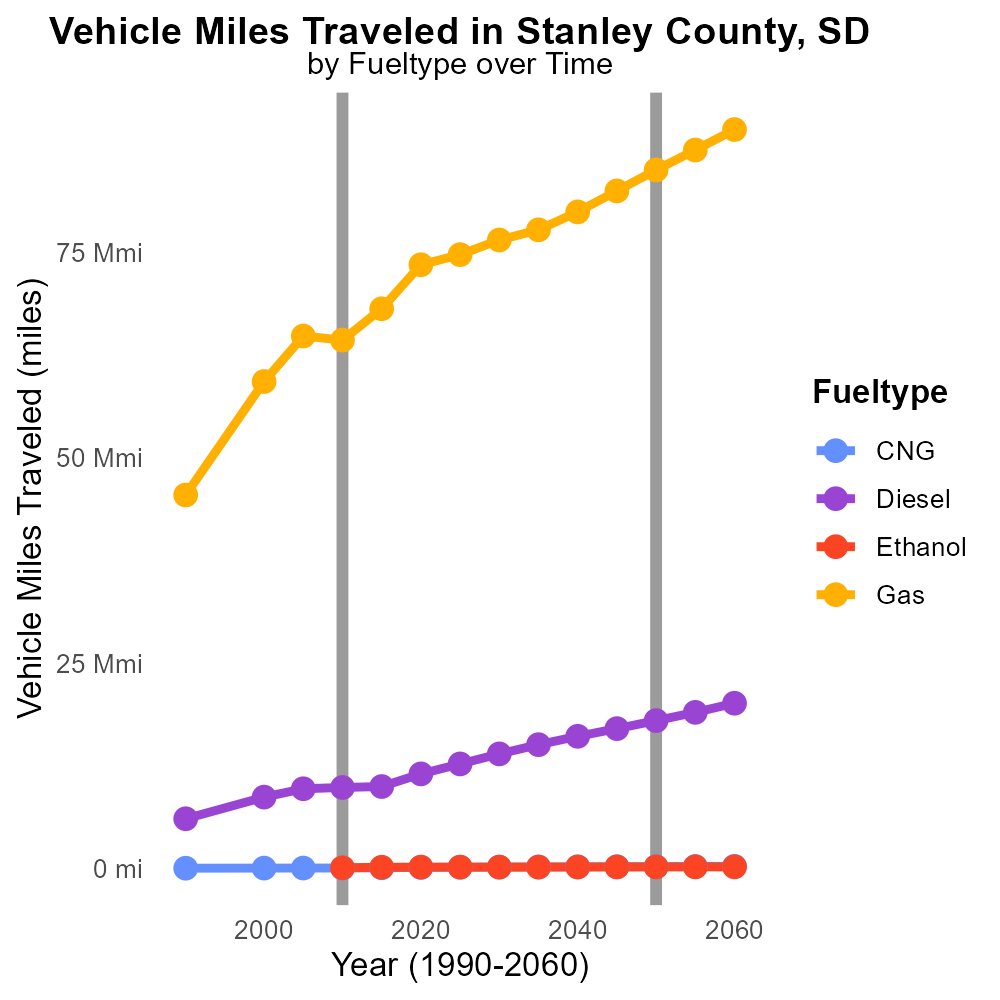 Vehicle Miles Traveled in Stanley County, SD
by Fueltype over Time
Vehicle Miles Traveled (miles)
75 Mmi
50 Mmi
25 Mmi
0 mi
2000 2020 2040 2060
Year (1990-2060)
Fueltype
CNG
Diesel
Ethanol
Gas